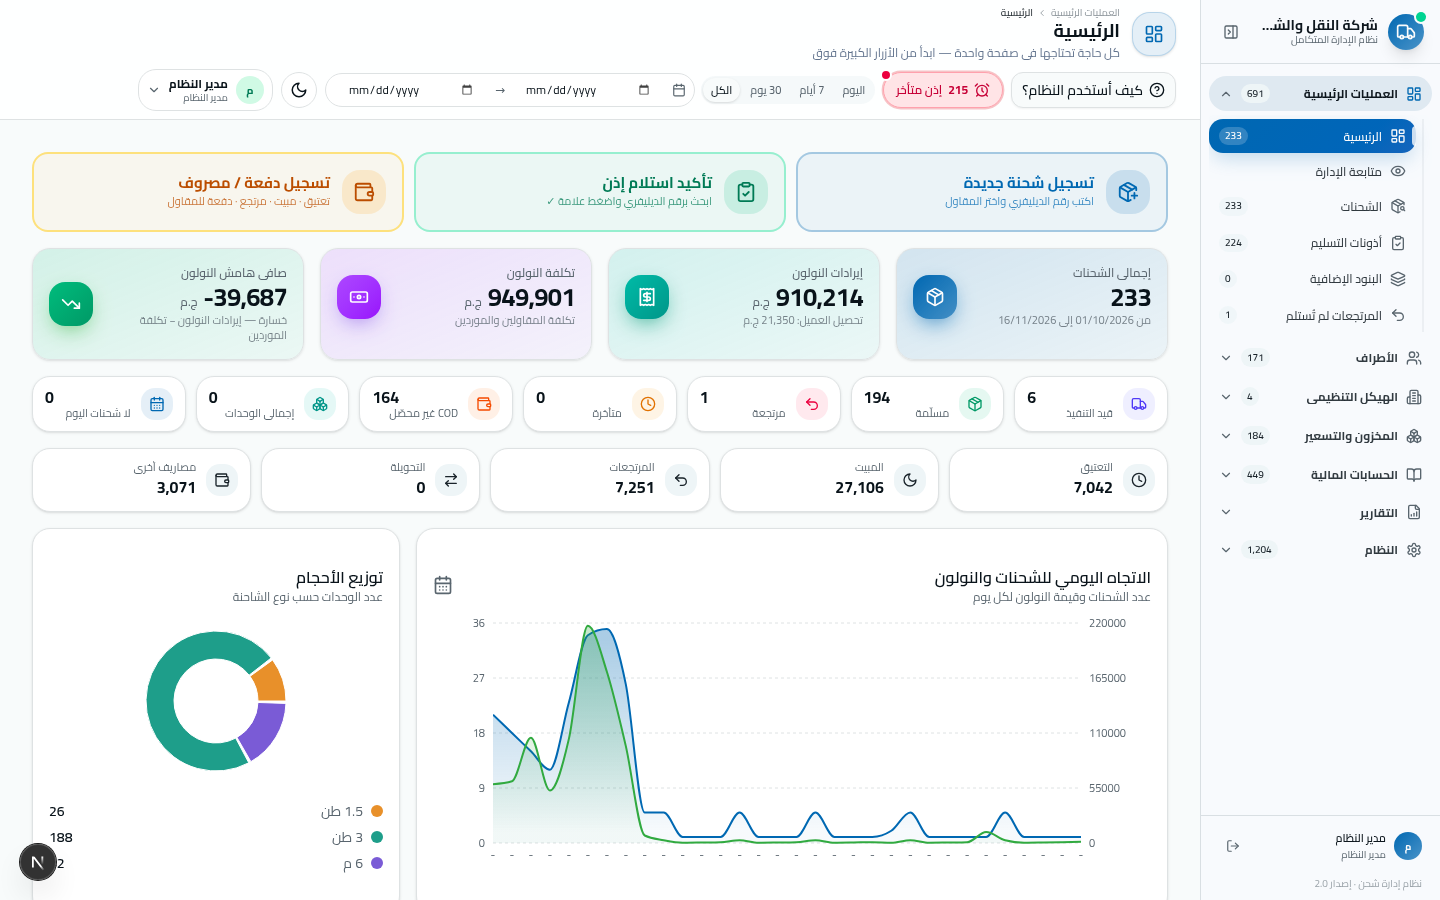 شركة النقل والشـ...
نظام الإدارة المتكامل
العمليات الرئيسية
691
الرئيسية
233
متابعة الإدارة
الشحنات
233
أذونات التسليم
224
البنود الإضافية
0
المرتجعات لم تُستلم
1
الأطراف
171
الهيكل التنظيمى
4
المخزون والتسعير
184
الحسابات المالية
449
التقارير
النظام
1,204
م
مدير النظام
مدير النظام
نظام إدارة شحن · إصدار 2.0
العمليات الرئيسية
الرئيسية
الرئيسية
كل حاجة تحتاجها فى صفحة واحدة — ابدأ من الأزرار الكبيرة فوق
كيف أستخدم النظام؟
215 إذن متأخر
اليوم
7 أيام
30 يوم
الكل
mm/dd/yyyy
→
mm/dd/yyyy
م
مدير النظام
مدير النظام
تسجيل شحنة جديدة
اكتب رقم الديليفري واختر المقاول
تأكيد استلام إذن
ابحث برقم الديليفري واضغط علامة ✓
تسجيل دفعة / مصروف
تعتيق · مبيت · مرتجع · دفعة للمقاول
إجمالى الشحنات
233
من 01/10/2026 إلى 16/11/2026
إيرادات النولون
910,214 ج.م
تحصيل العميل: 21,350 ج.م
تكلفة النولون
949,901 ج.م
تكلفة المقاولين والموردين
صافى هامش النولون
-39,687 ج.م
خسارة — إيرادات النولون − تكلفة
الموردين
6
قيد التنفيذ
194
مسلّمة
1
مرتجعة
0
متأخرة
164
COD غير محصّل
0
إجمالى الوحدات
0
لا شحنات اليوم
التعتيق
7,042
المبيت
27,106
المرتجعات
7,251
التحويلة
0
مصاريف أخرى
3,071
الاتجاه اليومي للشحنات والنولون
عدد الشحنات وقيمة النولون لكل يوم
36
27
18
9
0
220000
165000
110000
55000
0
توزيع الأحجام
عدد الوحدات حسب نوع الشاحنة
1.5 طن
26
3 طن
188
6 م
N